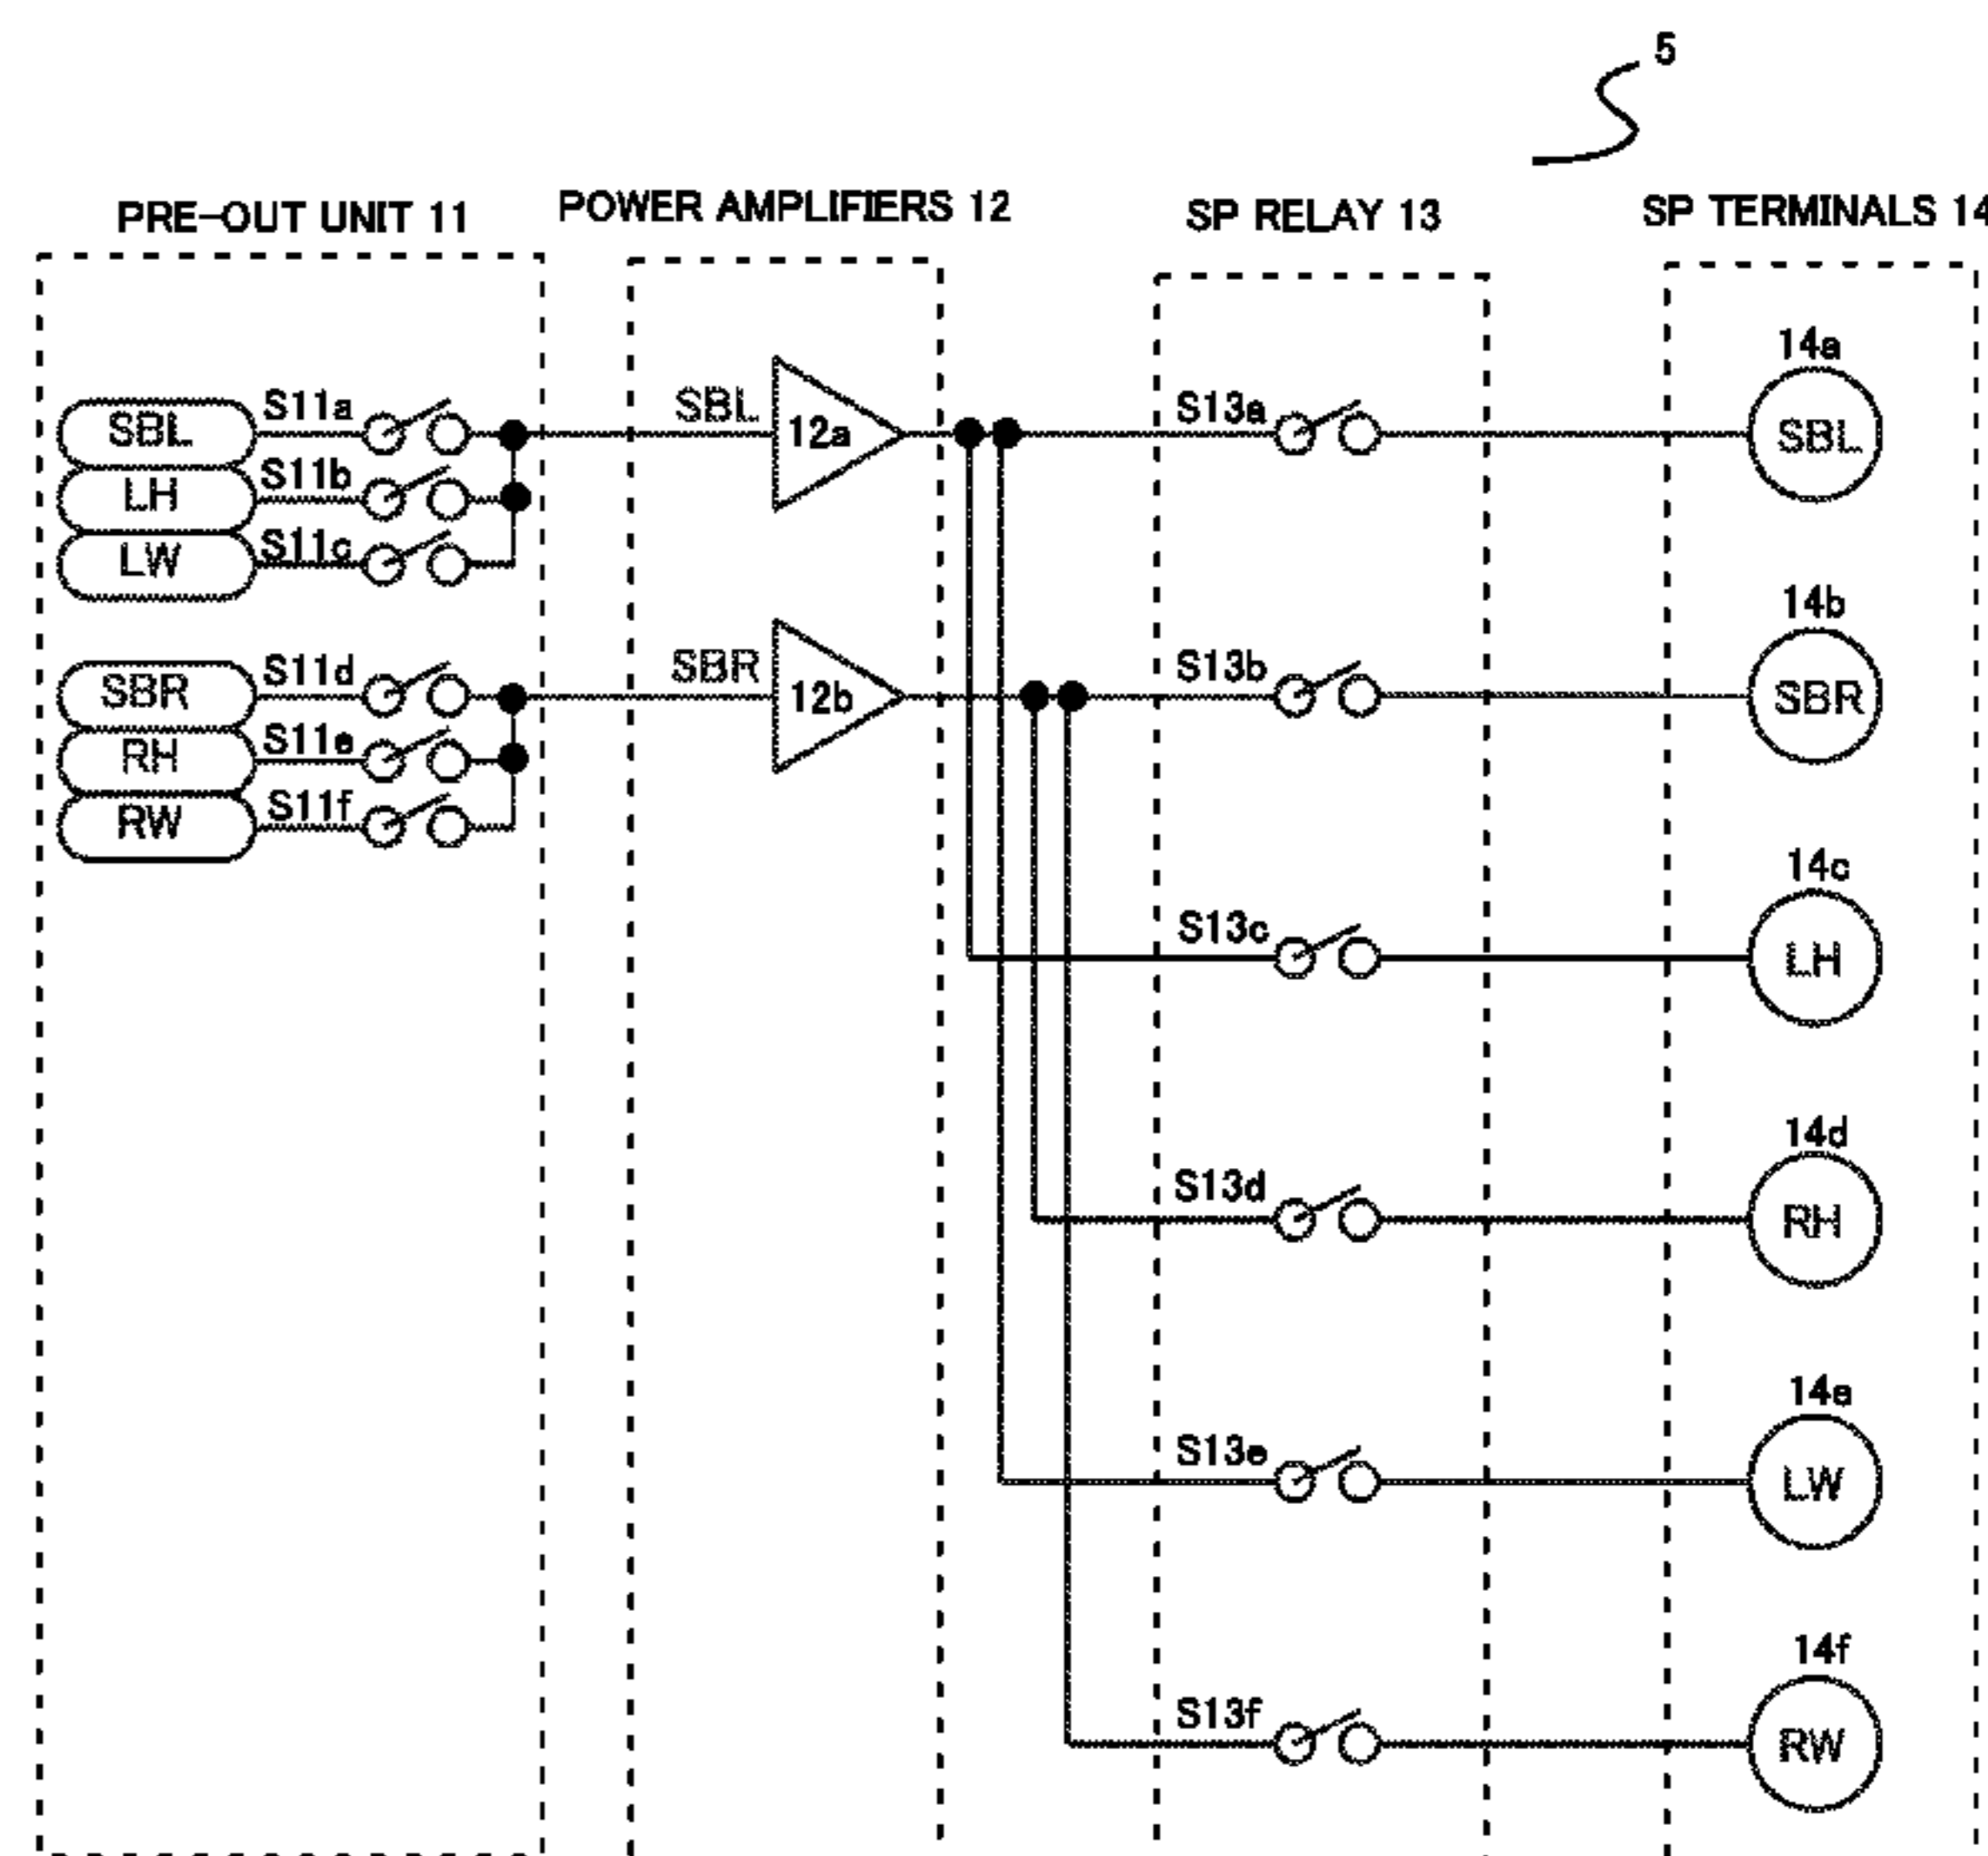 5
PRE-OUT UNIT 11
POWER AMPLIFIERS 12
SP RELAY 13
SP TERMINALS 14
SBL
S11a
LH
S11b
LW
S11c
SBL
12a
S13a
14a
SBL
SBR
S11d
RH
S11e
RW
S11f
SBR
12b
S13b
14b
SBR
S13c
14c
LH
S13d
14d
RH
S13e
14e
LW
S13f
14f
RW